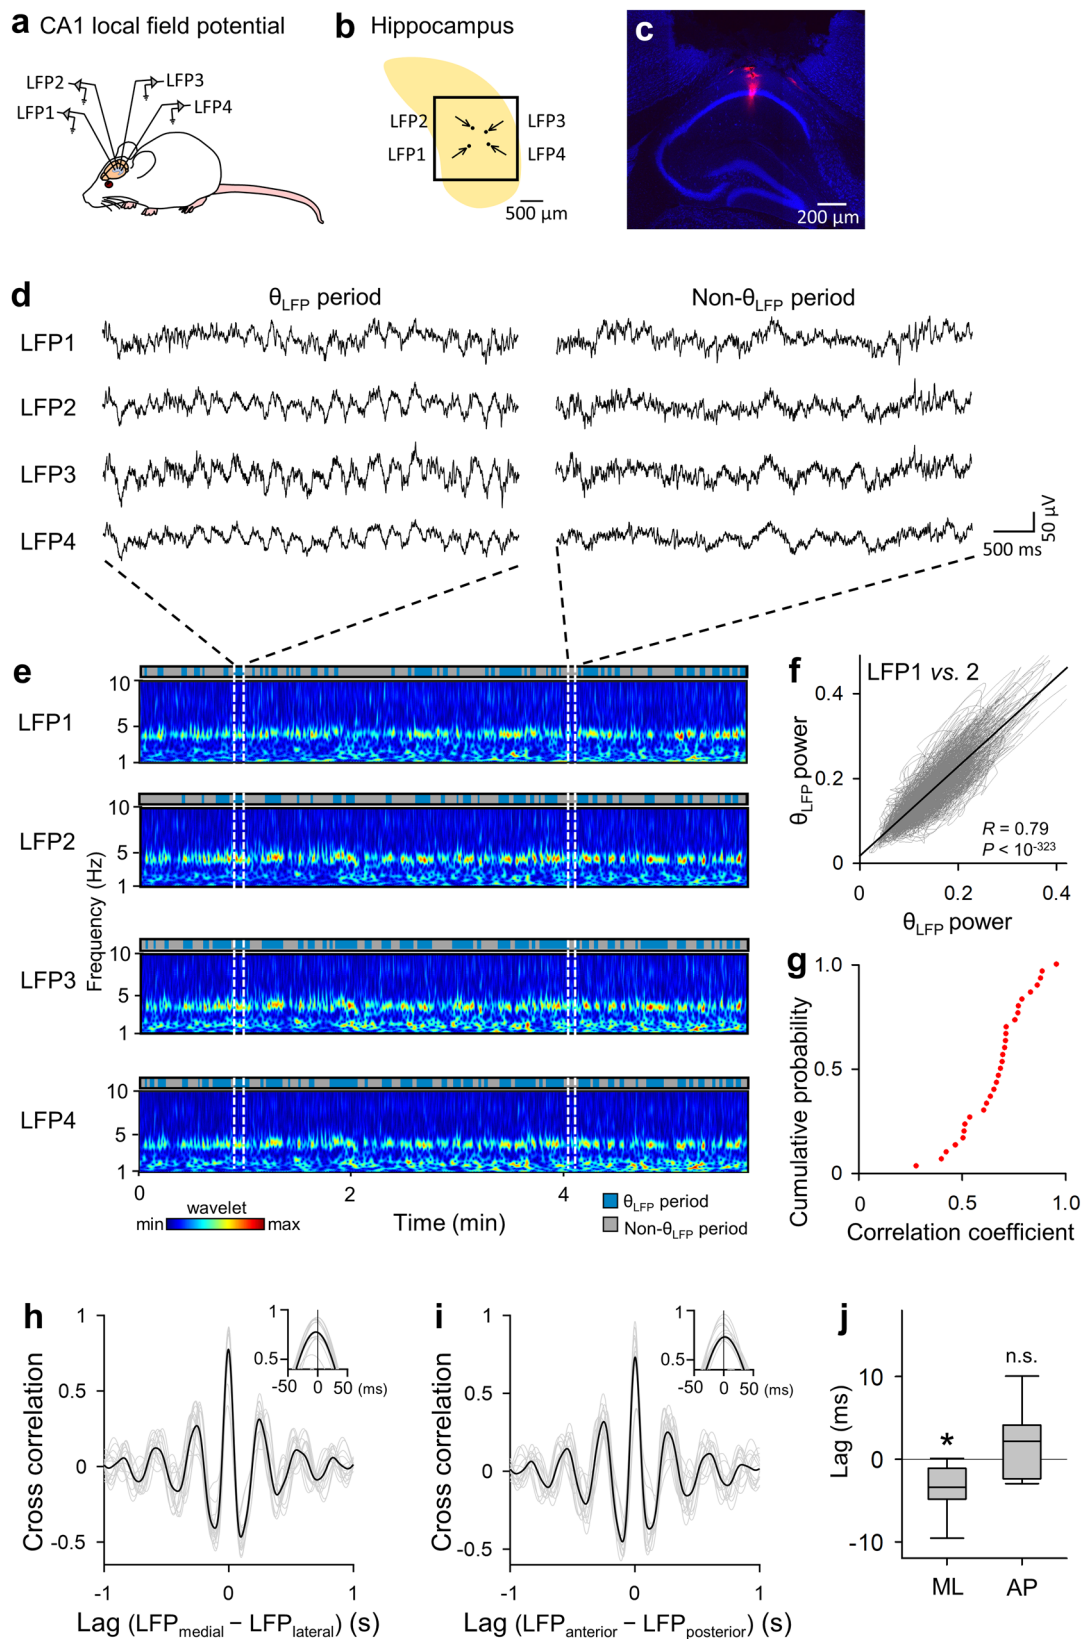 a CA1 local field potential
LFP2
LFP3
LFP1
LFP4
b Hippocampus
LFP2
LFP3
LFP1
LFP4
500 μm
c
200 μm
d
θLFP period
Non-θLFP period
LFP1
LFP2
LFP3
LFP4
50 μV
500 ms
e
LFP1
10
5
1
LFP2
10
5
1
LFP3
10
5
1
LFP4
10
5
1
Frequency (Hz)
0
2
4
Time (min)
wavelet
min
max
θLFP period
Non-θLFP period
f
LFP1 vs. 2
0.4
0.2
0
θLFP power
R = 0.79
P < 10-323
0
0.2
0.4
θLFP power
g
1.0
0.5
0
Cumulative probability
0
0.5
1.0
Correlation coefficient
h
1
0.5
0
-0.5
Cross correlation
1
0.5
-50
0
50
(ms)
-1
0
1
Lag (LFPmedial – LFPlateral) (s)
i
1
0.5
0
-0.5
Cross correlation
1
0.5
-50
0
50
(ms)
-1
0
1
Lag (LFPanterior – LFPposterior) (s)
j
10
0
-10
Lag (ms)
*
n.s.
ML
AP